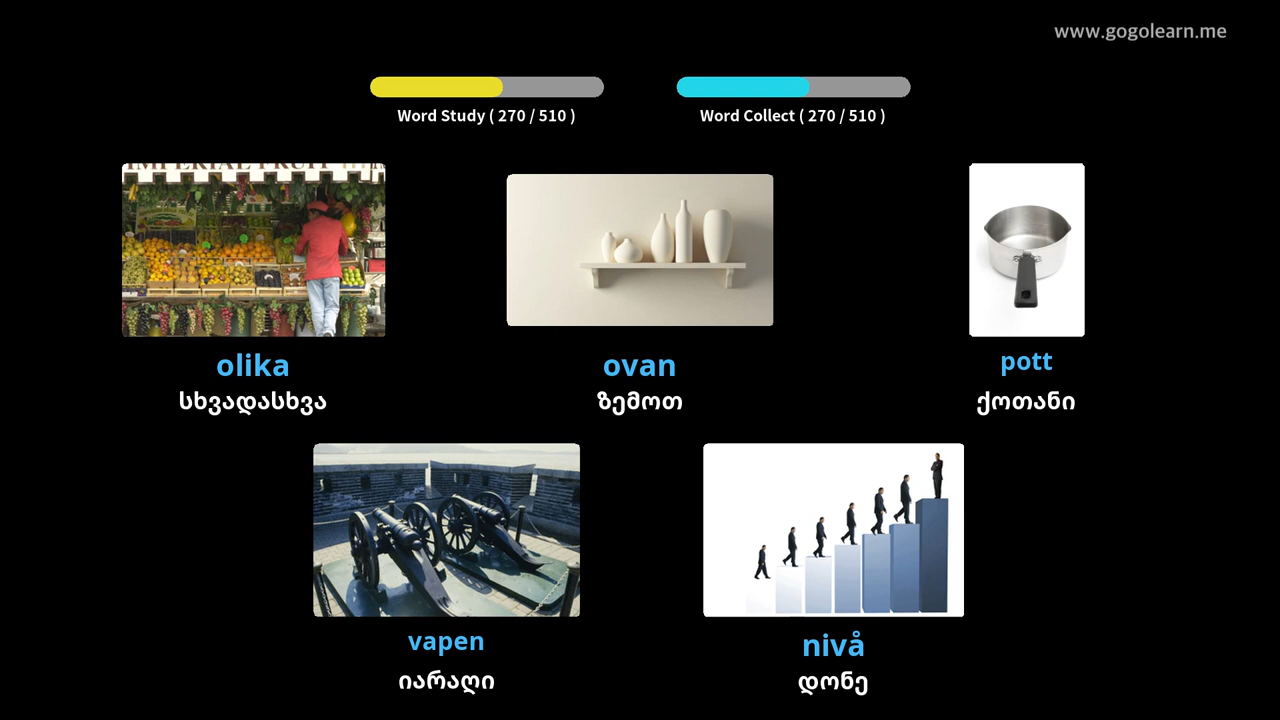 www.gogolearn.me
Word Study ( 270 / 510 )
Word Collect ( 270 / 510 )
olika
სხვადასხვა
ovan
ზემოთ
pott
ქოთანი
vapen
იარაღი
nivå
დონე